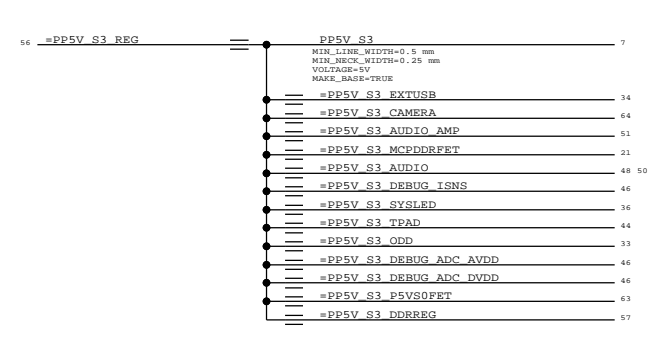 56 =PP5V_S3_REG PP5V_S3 7
MIN_LINE_WIDTH=0.5 mm
MIN_NECK_WIDTH=0.25 mm
VOLTAGE=5V
MAKE_BASE=TRUE
=PP5V_S3_EXTUSB 34
=PP5V_S3_CAMERA 64
=PP5V_S3_AUDIO_AMP 51
=PP5V_S3_MCPDDRFET 21
=PP5V_S3_AUDIO 48 50
=PP5V_S3_DEBUG_ISNS 46
=PP5V_S3_SYSLED 36
=PP5V_S3_TPAD 44
=PP5V_S3_ODD 33
=PP5V_S3_DEBUG_ADC_AVDD 46
=PP5V_S3_DEBUG_ADC_DVDD 46
=PP5V_S3_P5VS0FET 63
=PP5V_S3_DDRREG 57